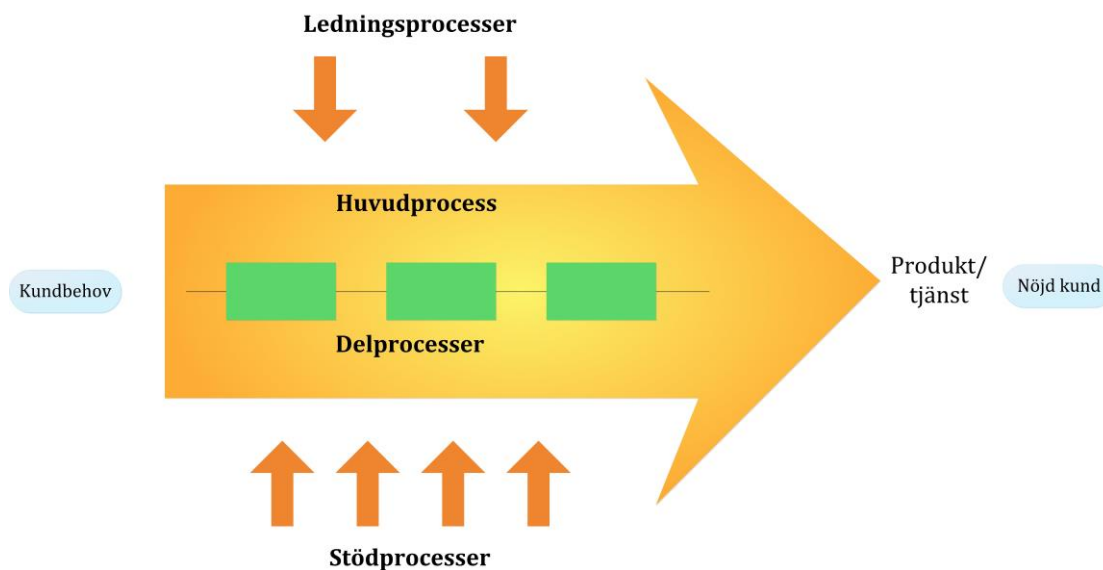 Ledningsprocesser
Huvudprocess
Kundbehov
Delprocesser
Produkt/
tjänst
Nöjd kund
Stödprocesser